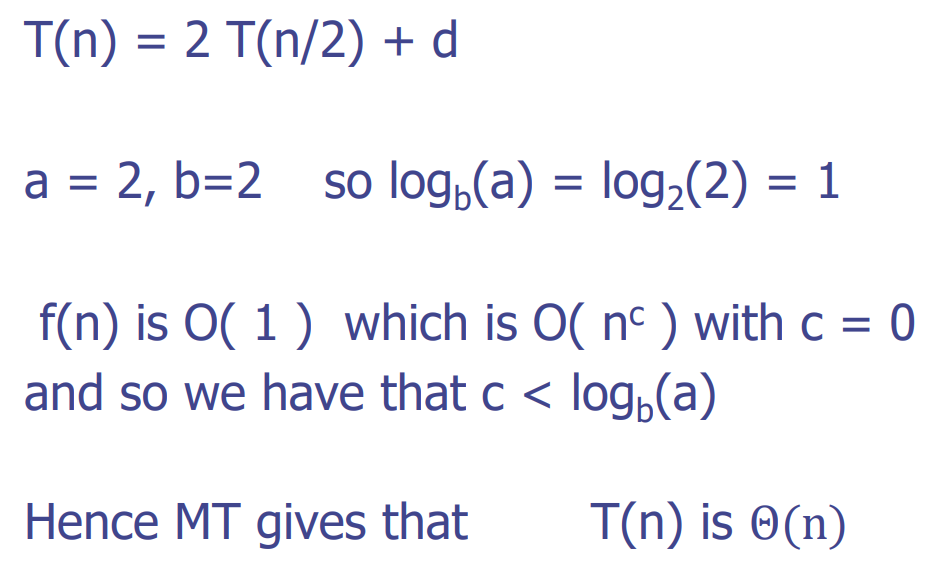 T(n) = 2 T(n/2) + d
a = 2, b=2 so log_b(a) = log_2(2) = 1
f(n) is O( 1 ) which is O( n^c ) with c = 0
and so we have that c < log_b(a)
Hence MT gives that T(n) is Θ(n)